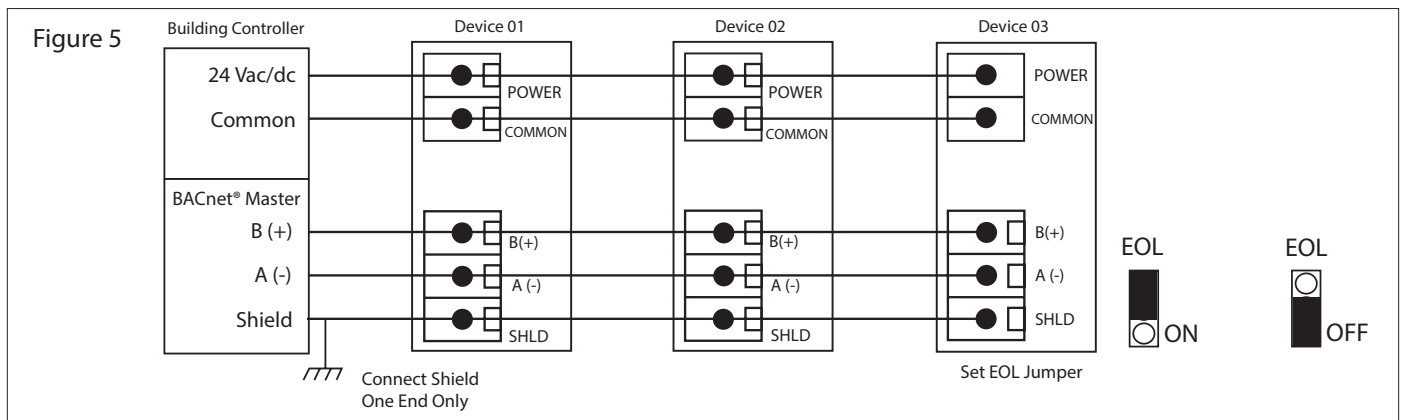 Figure 5
Building Controller
24 Vac/dc
Common
BACnet® Master
B (+)
A (-)
Shield
Connect Shield
One End Only
Device 01
POWER
COMMON
B(+)
A (-)
SHLD
Device 02
POWER
COMMON
B(+)
A (-)
SHLD
Device 03
POWER
COMMON
B(+)
A (-)
SHLD
Set EOL Jumper
EOL
ON
EOL
OFF